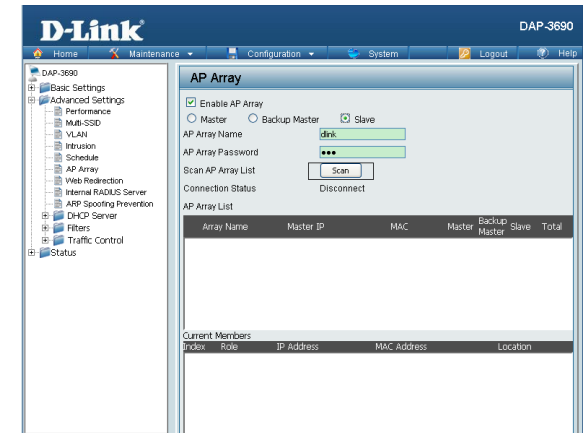 D-Link
DAP-3690
Home Maintenance Configuration System Logout Help
DAP-3690
Basic Settings
Advanced Settings
Performance
Multi-SSID
VLAN
Intrusion
Schedule
AP Array
Web Redirection
Internal RADIUS Server
ARP Spoofing Prevention
DHCP Server
Filters
Traffic Control
Status
AP Array
Enable AP Array
Master Backup Master Slave
AP Array Name dlink
AP Array Password ●●●
Scan AP Array List Scan
Connection Status Disconnect
AP Array List
Array Name Master IP MAC Master Backup Master Slave Total
Current Members
Index Role IP Address MAC Address Location